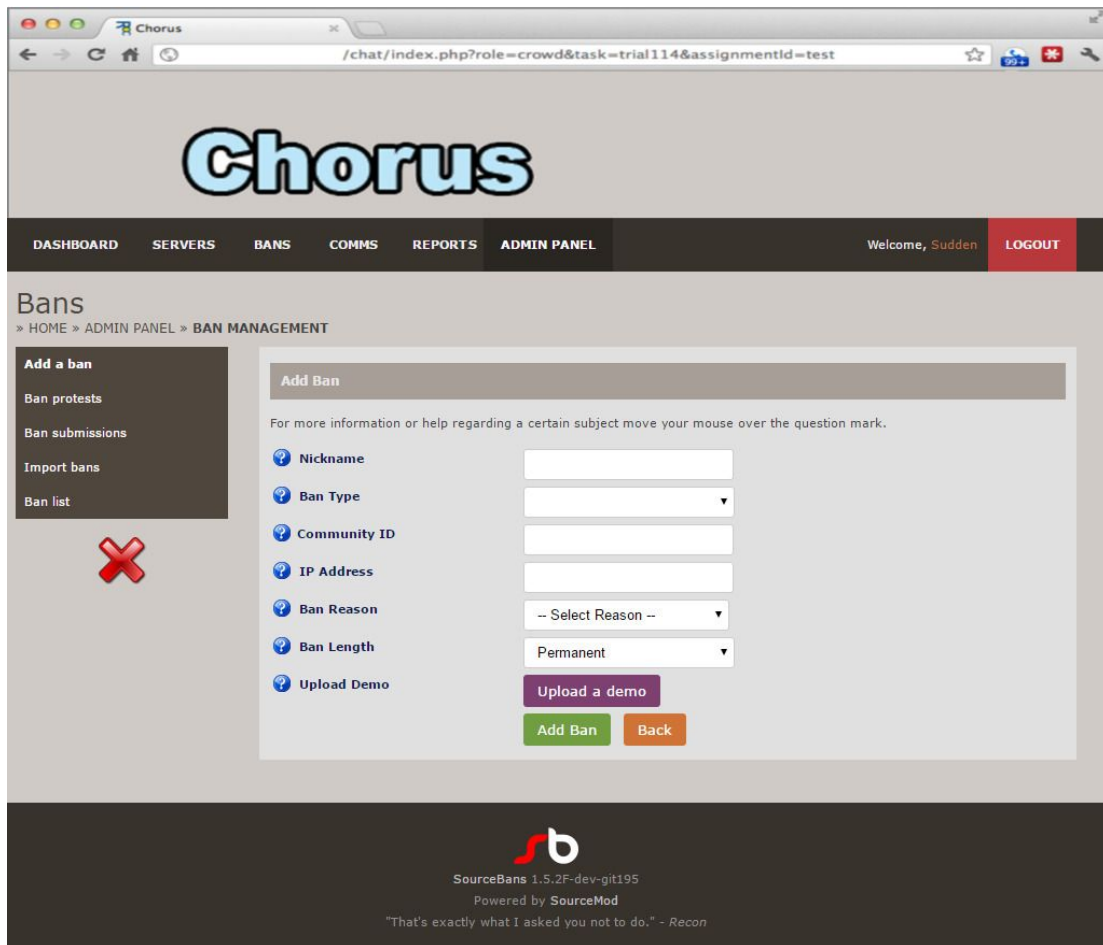 Chorus
/chat/index.php?role=crowd&task=trial114&assignmentId=test
99+
Chorus
DASHBOARD SERVERS BANS COMMS REPORTS ADMIN PANEL Welcome, Sudden LOGOUT
Bans
» HOME » ADMIN PANEL » BAN MANAGEMENT
Add a ban
Ban protests
Ban submissions
Import bans
Ban list
Add Ban
For more information or help regarding a certain subject move your mouse over the question mark.
? Nickname
? Ban Type
? Community ID
? IP Address
? Ban Reason -- Select Reason --
? Ban Length Permanent
? Upload Demo Upload a demo
Add Ban Back
sb
SourceBans 1.5.2F-dev-git195
Powered by SourceMod
"That's exactly what I asked you not to do." - Recon